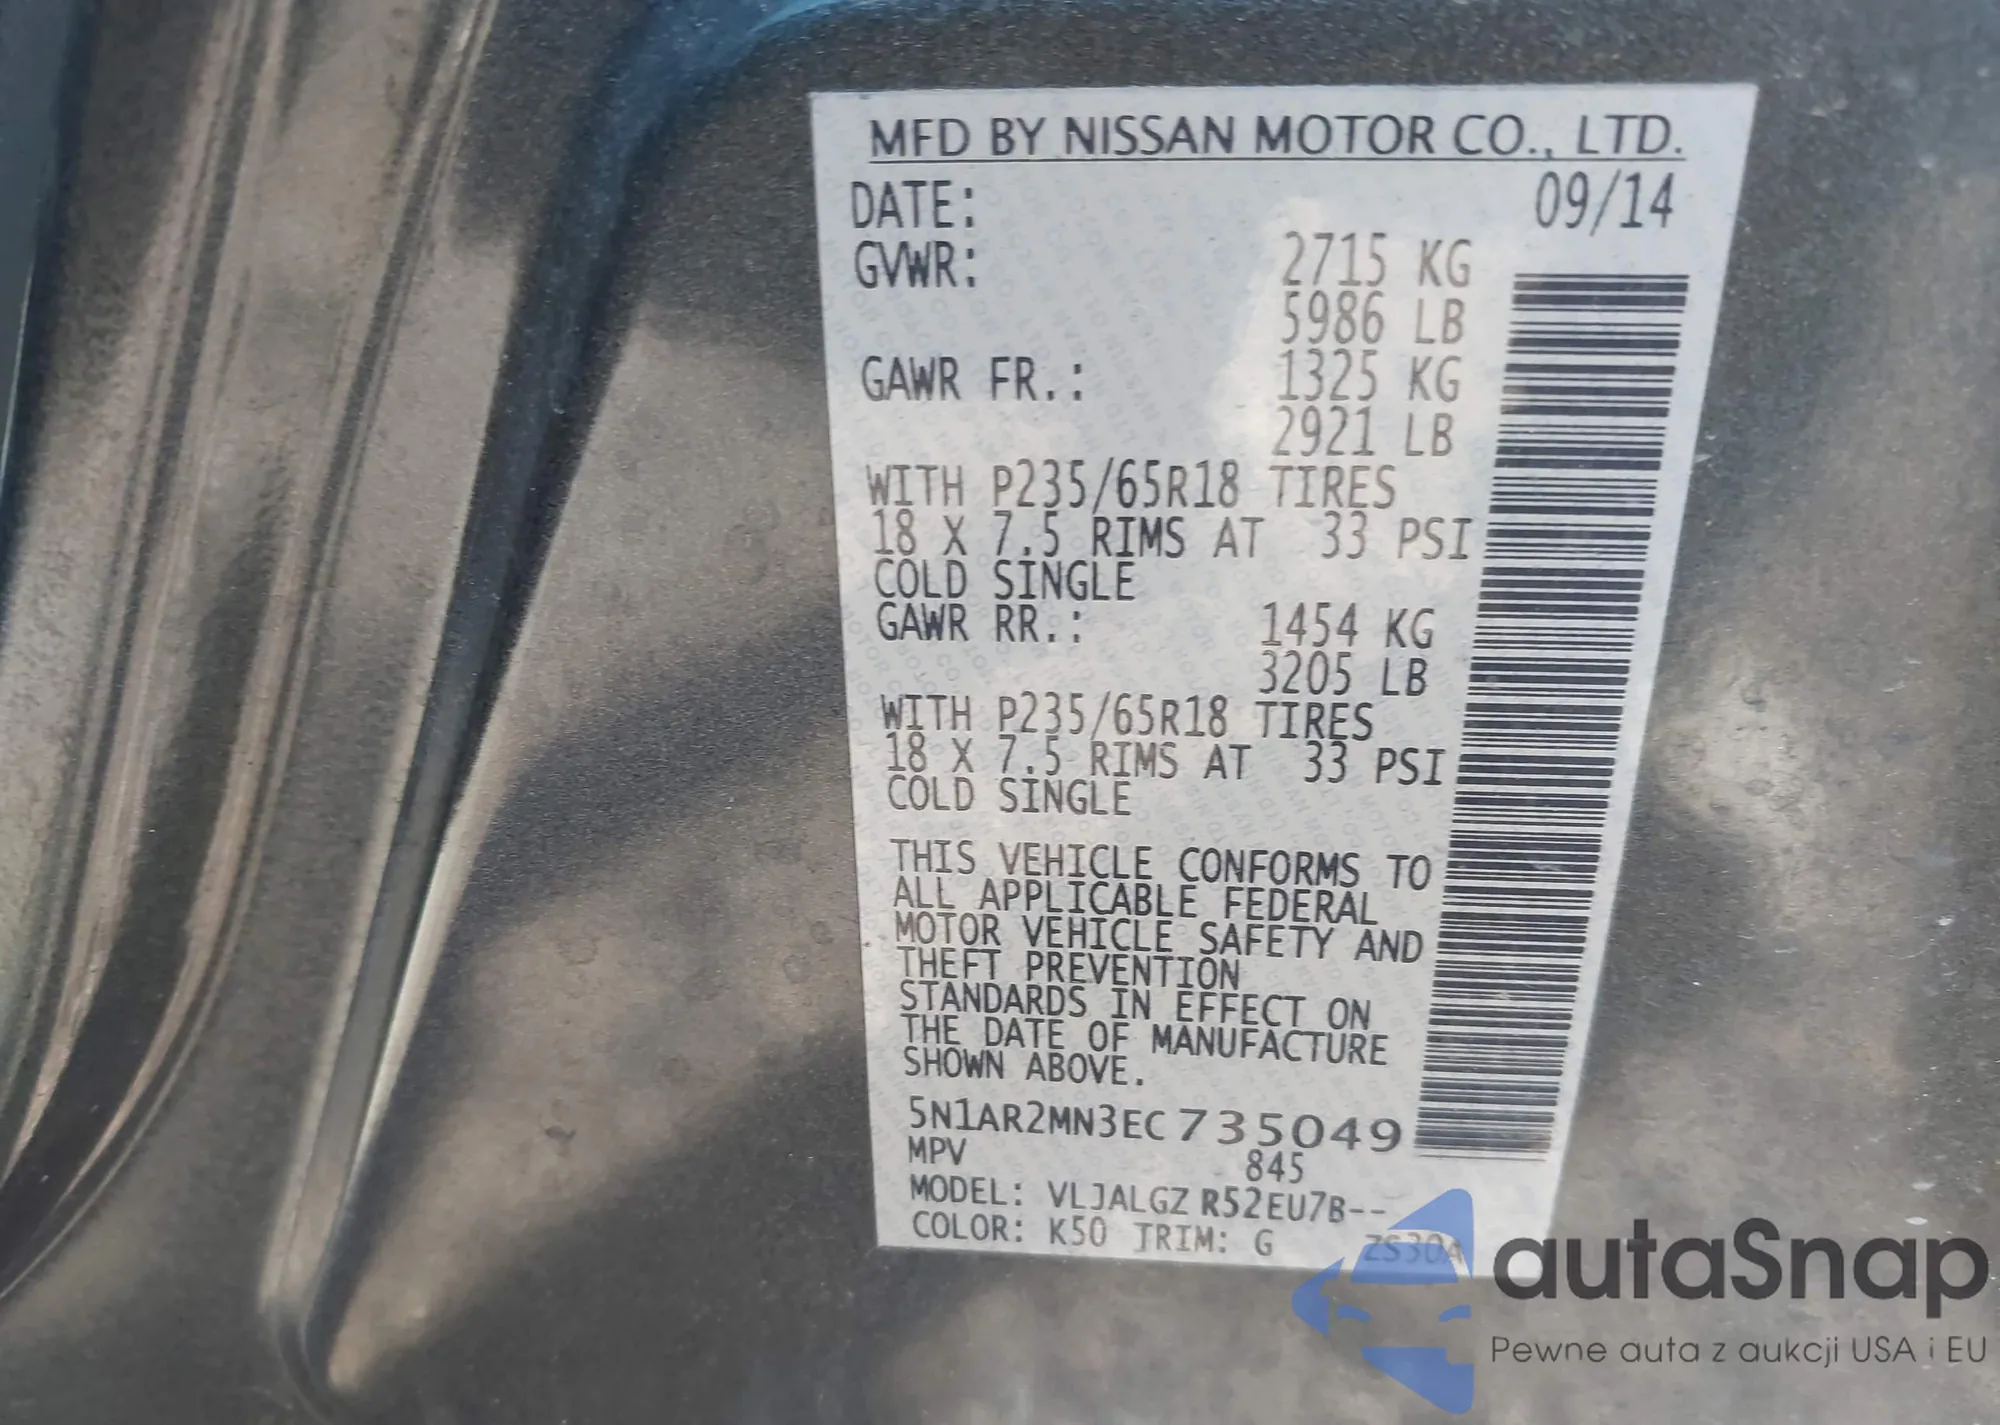 MFD BY NISSAN MOTOR CO., LTD.
DATE: 09/14
GVWR: 2715 KG
5986 LB
GAWR FR.: 1325 KG
2921 LB
WITH P235/65R18 TIRES
18 X 7.5 RIMS AT 33 PSI
COLD SINGLE
GAWR RR.: 1454 KG
3205 LB
WITH P235/65R18 TIRES
18 X 7.5 RIMS AT 33 PSI
COLD SINGLE
THIS VEHICLE CONFORMS TO
ALL APPLICABLE FEDERAL
MOTOR VEHICLE SAFETY AND
THEFT PREVENTION
STANDARDS IN EFFECT ON
THE DATE OF MANUFACTURE
SHOWN ABOVE.
5N1AR2MN3EC735049
MPV 845
MODEL: VLJALGZ R52EU7B--
COLOR: K50 TRIM: G ZS30A
autaSnap
Pewne auta z aukcji USA i EU